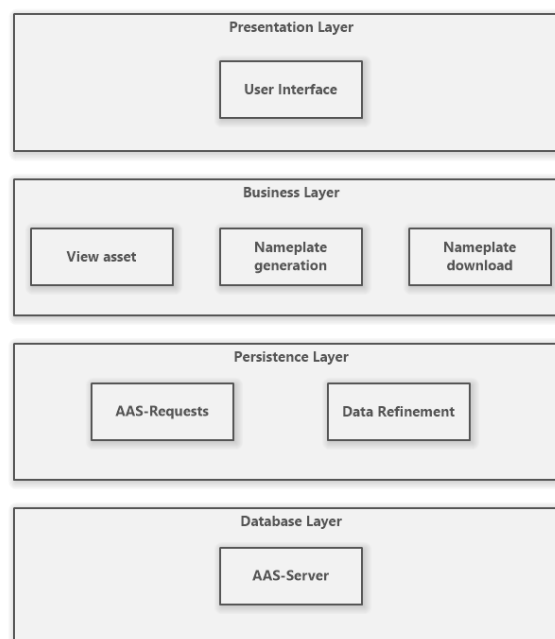 Presentation Layer
User Interface
Business Layer
View asset
Nameplate
generation
Nameplate
download
Persistence Layer
AAS-Requests
Data Refinement
Database Layer
AAS-Server